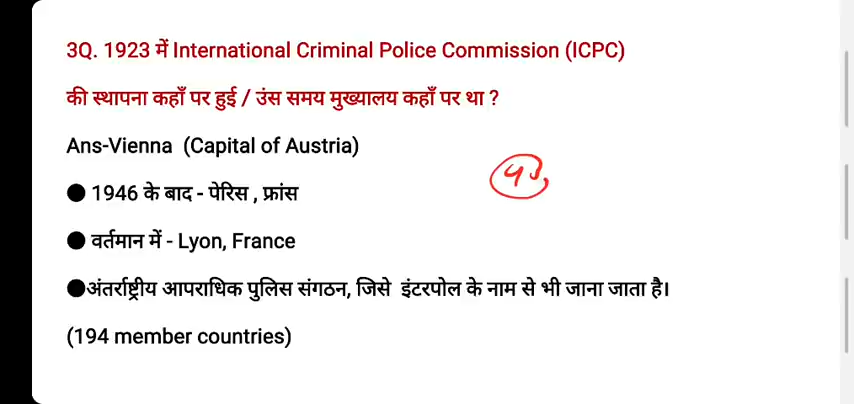 3Q. 1923 में International Criminal Police Commission (ICPC)
की स्थापना कहाँ पर हुई / उंस समय मुख्यालय कहाँ पर था ?
Ans-Vienna (Capital of Austria)
● 1946 के बाद - पेरिस , फ्रांस
● वर्तमान में - Lyon, France
●अंतर्राष्ट्रीय आपराधिक पुलिस संगठन, जिसे इंटरपोल के नाम से भी जाना जाता है।
(194 member countries)